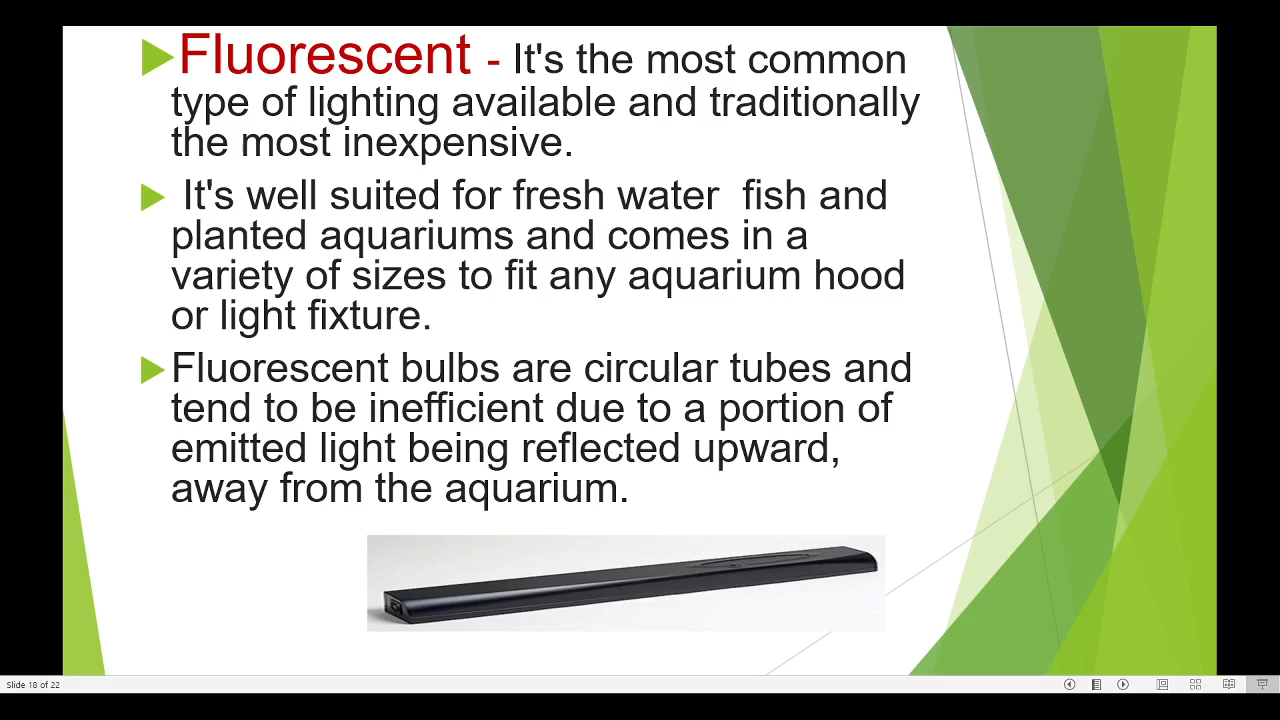 Fluorescent - It's the most common
type of lighting available and traditionally
the most inexpensive.
It's well suited for fresh water fish and
planted aquariums and comes in a
variety of sizes to fit any aquarium hood
or light fixture.
Fluorescent bulbs are circular tubes and
tend to be inefficient due to a portion of
emitted light being reflected upward,
away from the aquarium.
Slide 18 of 22